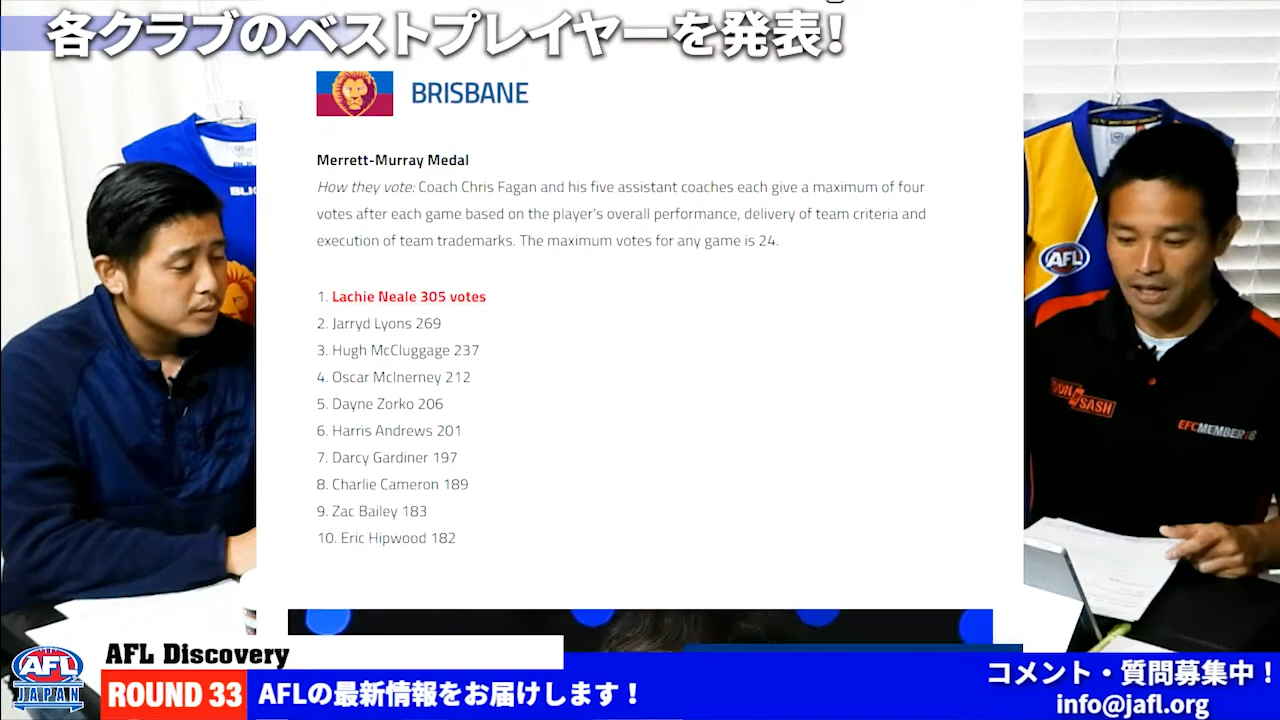 各クラブのベストプレイヤーを発表!
BRISBANE
Merrett-Murray Medal
How they vote: Coach Chris Fagan and his five assistant coaches each give a maximum of four
votes after each game based on the player's overall performance, delivery of team criteria and
execution of team trademarks. The maximum votes for any game is 24.
1. Lachie Neale 305 votes
2. Jarryd Lyons 269
3. Hugh McCluggage 237
4. Oscar McInerney 212
5. Dayne Zorko 206
6. Harris Andrews 201
7. Darcy Gardiner 197
8. Charlie Cameron 189
9. Zac Bailey 183
10. Eric Hipwood 182
AFL
SASH
EFCMEMBER
AFL Discovery
AFL
JAPAN
ROUND 33
AFLの最新情報をお届けします!
コメント・質問募集中!
info@jafl.org